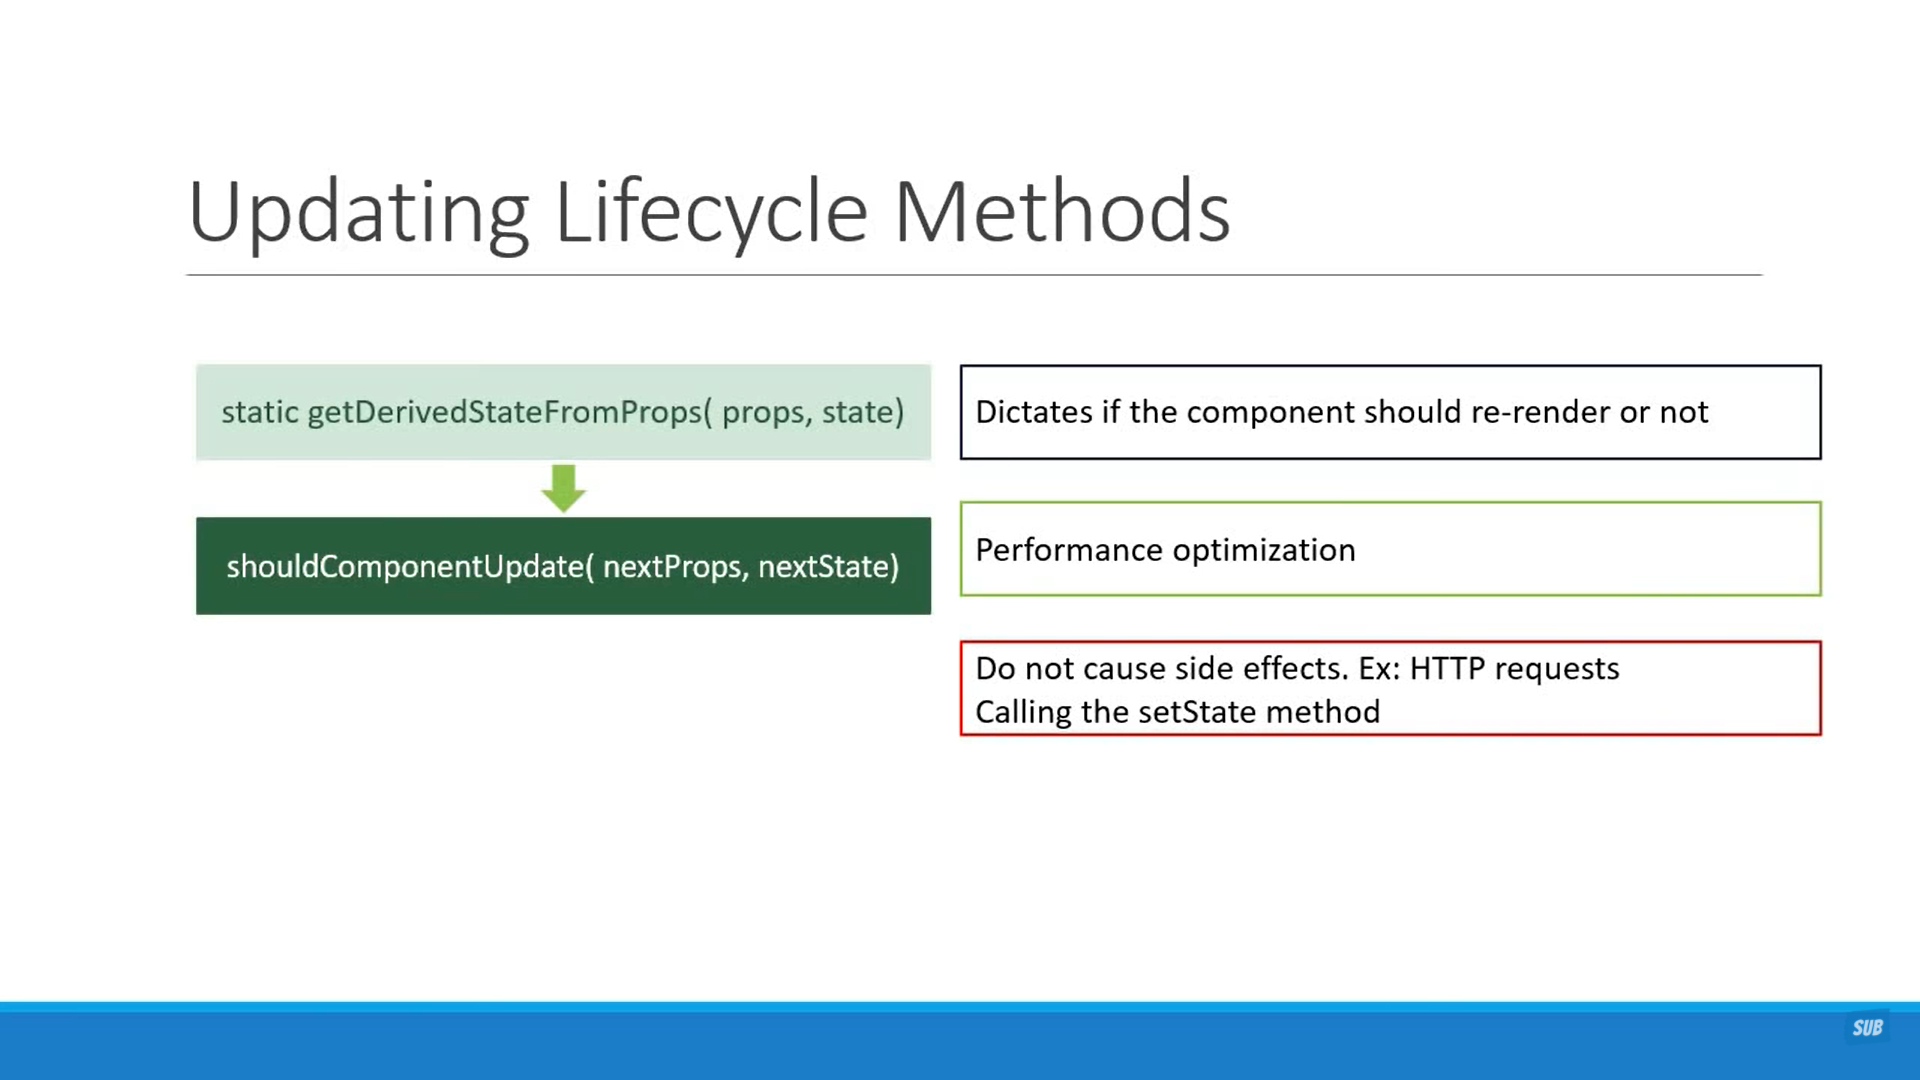 Updating Lifecycle Methods
static getDerivedStateFromProps( props, state)
Dictates if the component should re-render or not
shouldComponentUpdate( nextProps, nextState)
Performance optimization
Do not cause side effects. Ex: HTTP requests
Calling the setState method
SUB